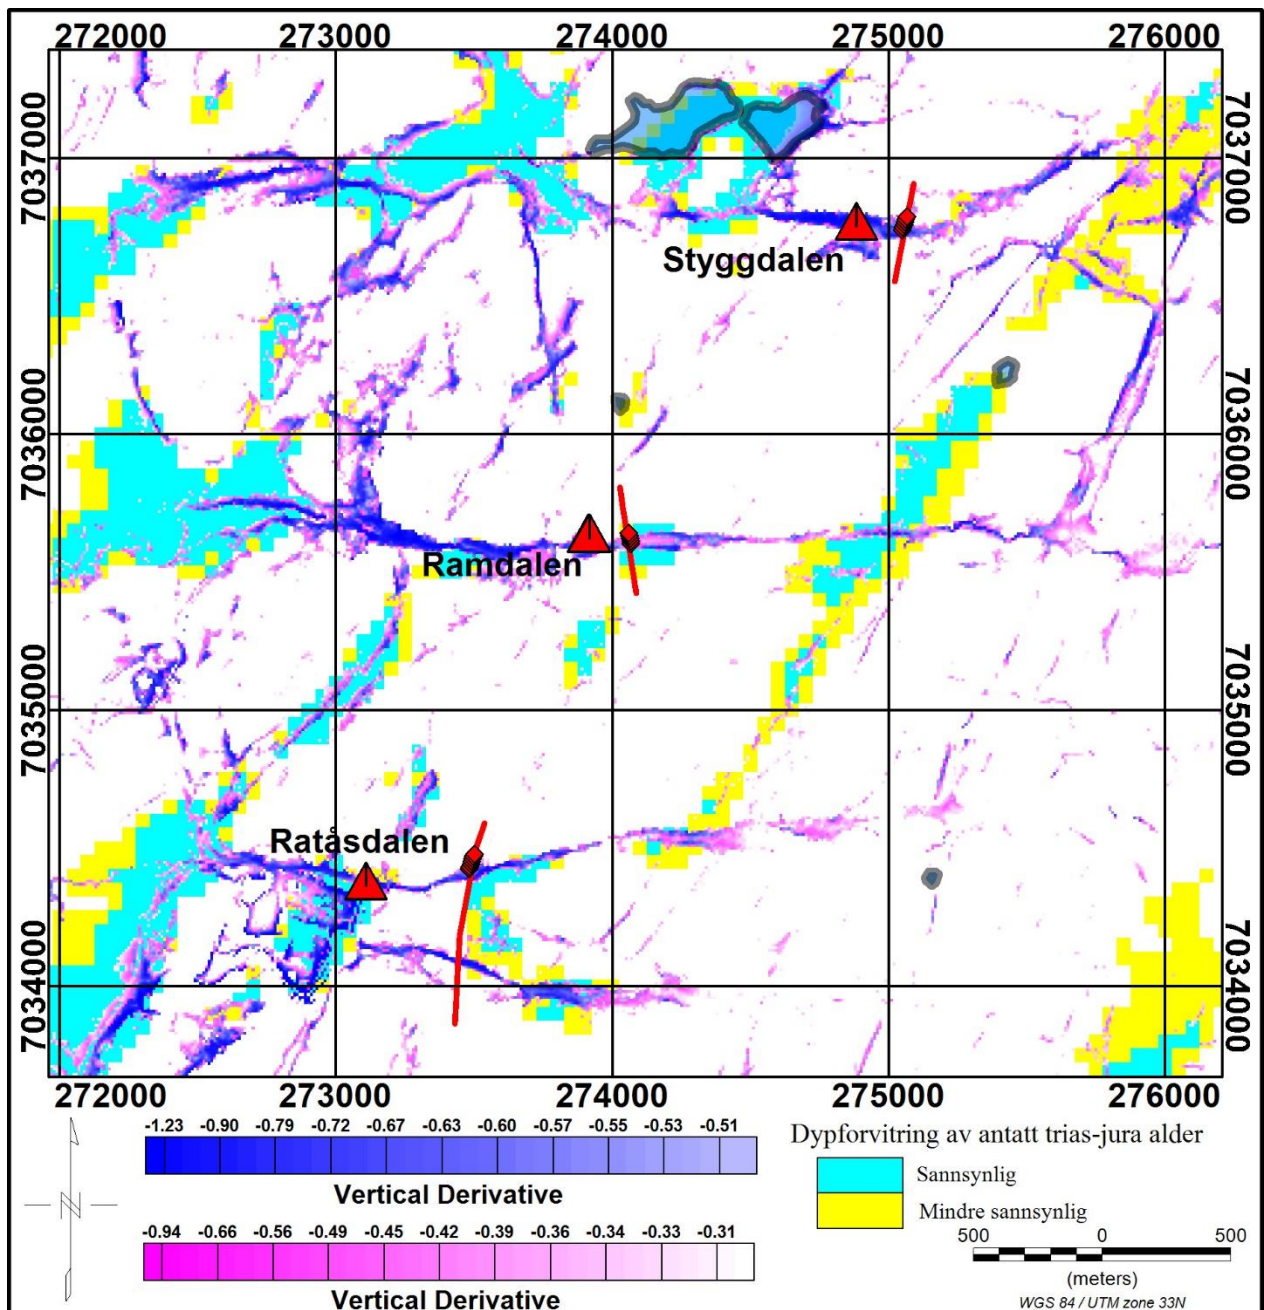 272000 273000 274000 275000 276000
7037000 7037000
Styggdalen
7036000 7036000
Ramdalen
7035000 7035000
Ratåsdalen
7034000 7034000
272000 273000 274000 275000 276000
-1.23 -0.90 -0.79 -0.72 -0.67 -0.63 -0.60 -0.57 -0.55 -0.53 -0.51
Vertical Derivative
-0.94 -0.66 -0.56 -0.49 -0.45 -0.42 -0.39 -0.36 -0.34 -0.33 -0.31
Vertical Derivative
N
Dypforvitring av antatt trias-jura alder
Sannsynlig
Mindre sannsynlig
500 0 500
(meters)
WGS 84 / UTM zone 33N